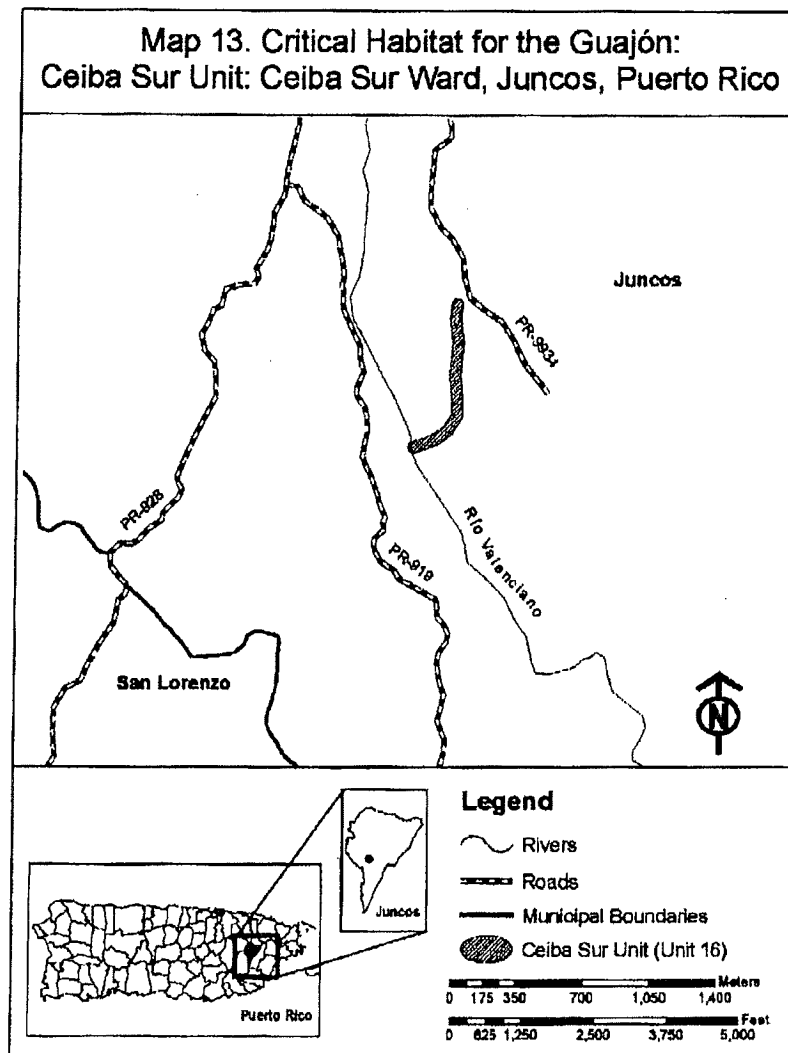 Map 13. Critical Habitat for the Guajón:
Ceiba Sur Unit: Ceiba Sur Ward, Juncos, Puerto Rico
Juncos
PR-9934
PR-928
Río Valenciano
PR-919
San Lorenzo
N
Legend
Rivers
Roads
Municipal Boundaries
Ceiba Sur Unit (Unit 16)
Juncos
Puerto Rico
Meters
0 175 350 700 1,050 1,400
Feet
0 625 1,250 2,500 3,750 5,000